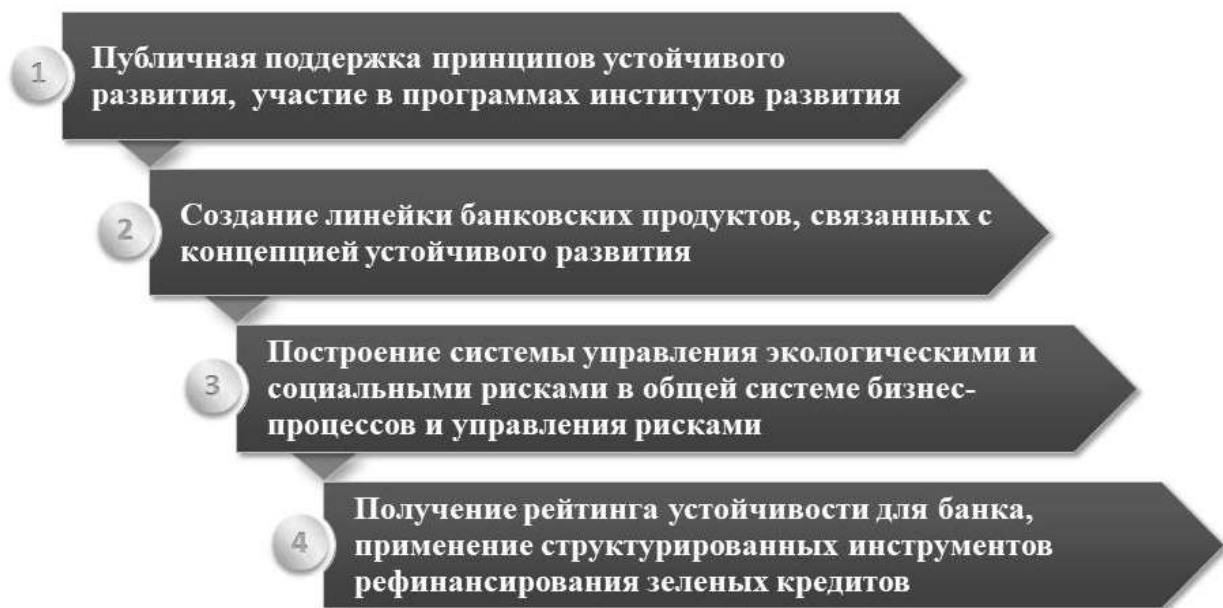 1
Публичная поддержка принципов устойчивого
развития, участие в программах институтов развития
2
Создание линейки банковских продуктов, связанных с
концепцией устойчивого развития
3
Построение системы управления экологическими и
социальными рисками в общей системе бизнес-
процессов и управления рисками
4
Получение рейтинга устойчивости для банка,
применение структурированных инструментов
рефинансирования зеленых кредитов